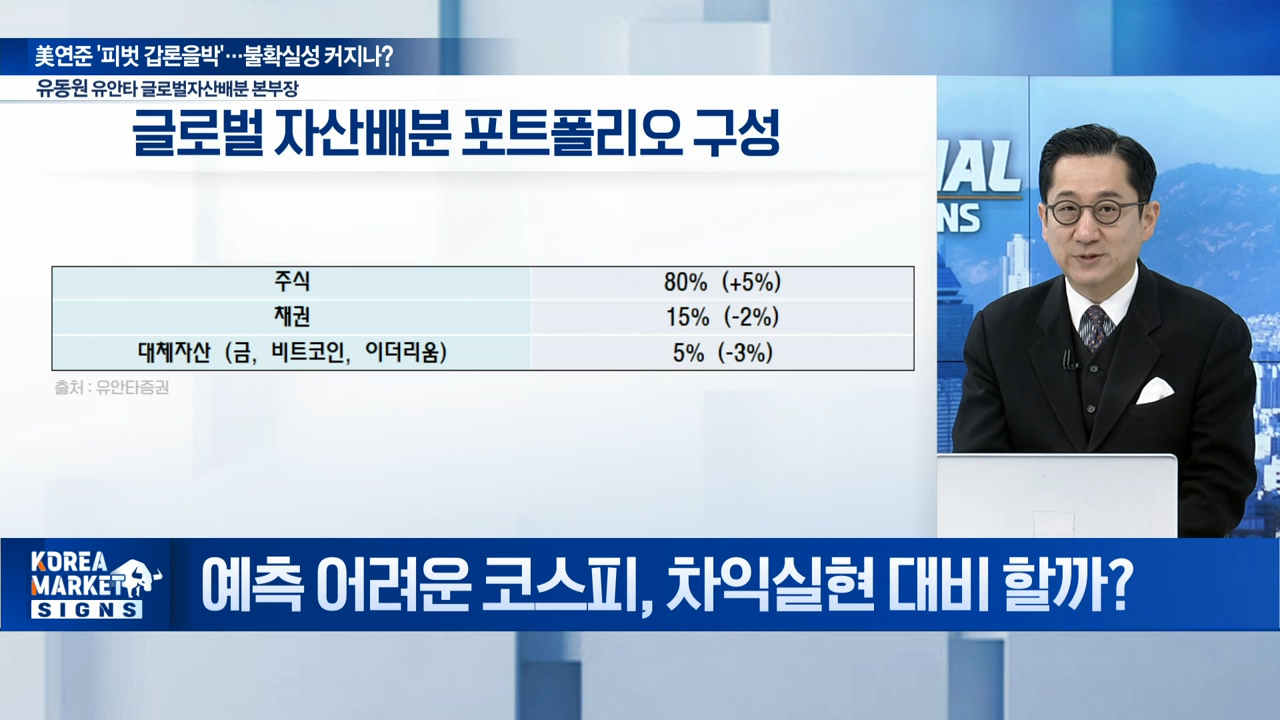 美연준 '피벗 갑론을박'…불확실성 커지나?
유동원 유안타 글로벌자산배분 본부장
글로벌 자산배분 포트폴리오 구성
주식 80% (+5%)
채권 15% (-2%)
대체자산 (금, 비트코인, 이더리움) 5% (-3%)
출처 : 유안타증권
NAL
NS
KOREA
MARKET
SIGNS
예측 어려운 코스피, 차익실현 대비 할까?